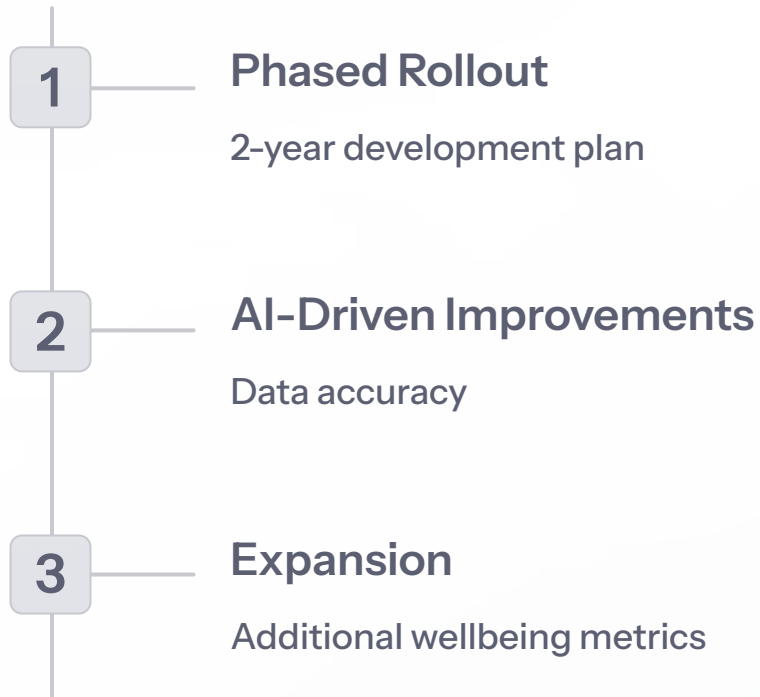 1
Phased Rollout
2-year development plan
2
AI-Driven Improvements
Data accuracy
3
Expansion
Additional wellbeing metrics